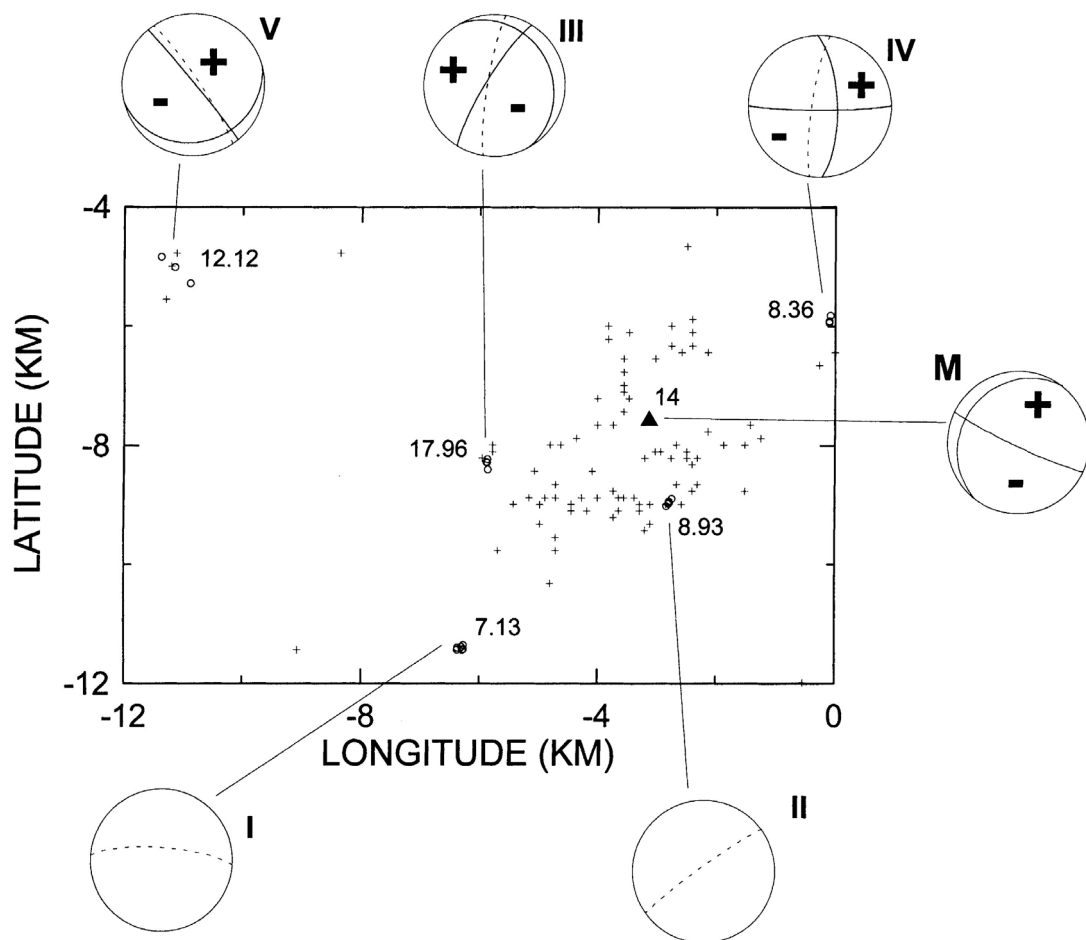 V
III
IV
+
-
+
-
+
-
-4
12.12
8.36
M
LATITUDE (KM)
14
-8
17.96
+
-
8.93
7.13
-12
-12
-8
-4
0
LONGITUDE (KM)
I
II